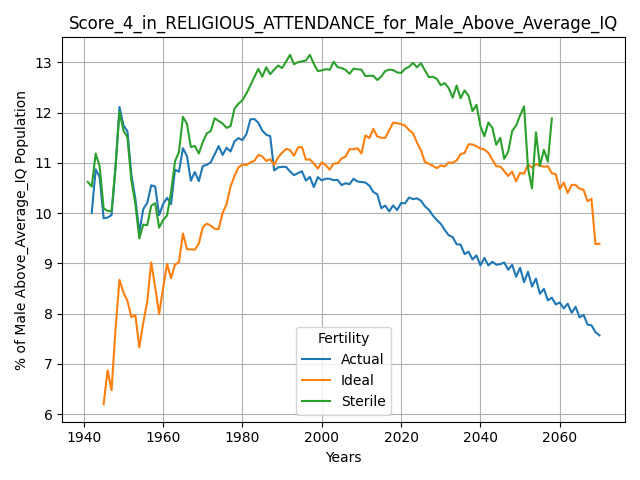 Score_4_in_RELIGIOUS_ATTENDANCE_for_Male_Above_Average_IQ
% of Male Above_Average_IQ Population
13
12
11
10
9
8
7
6
Fertility
Actual
Ideal
Sterile
1940 1960 1980 2000 2020 2040 2060
Years